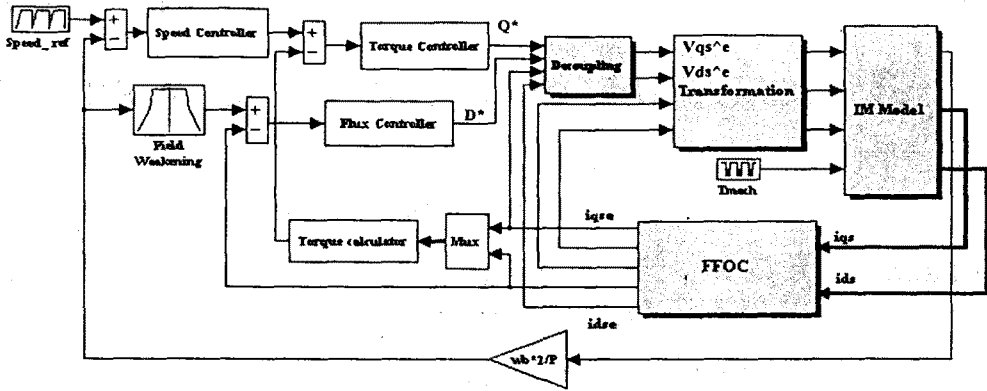 Speed_ref
Speed Controller
Torque Controller
Q*
Decoupling
Vqs^e
Vds^e
Transformation
IM Model
Field
Weakening
Flux Controller
D*
Tmech
Torque calculator
Mux
iqse
FFOC
iqs
ids
idse
wb*2/P